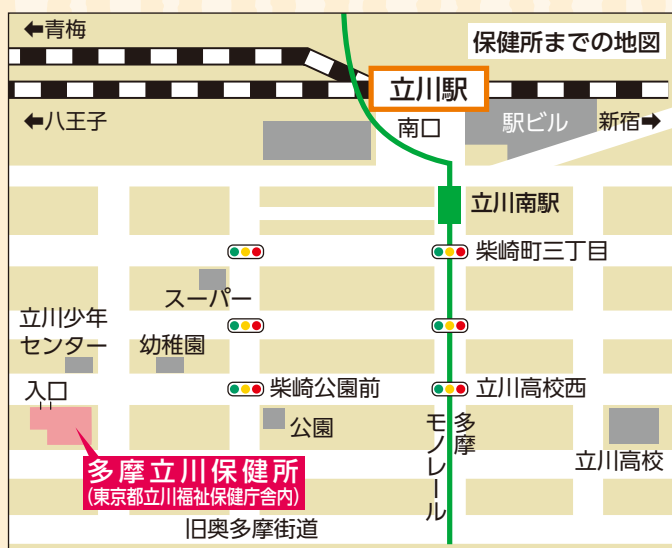 ←青梅
保健所までの地図
立川駅
←八王子
南口
駅ビル
新宿→
立川南駅
柴崎町三丁目
スーパー
立川少年
センター
幼稚園
入口
柴崎公園前
立川高校西
公園
多摩
モノレール
立川高校
多摩立川保健所
(東京都立川福祉保健庁舎内)
旧奥多摩街道